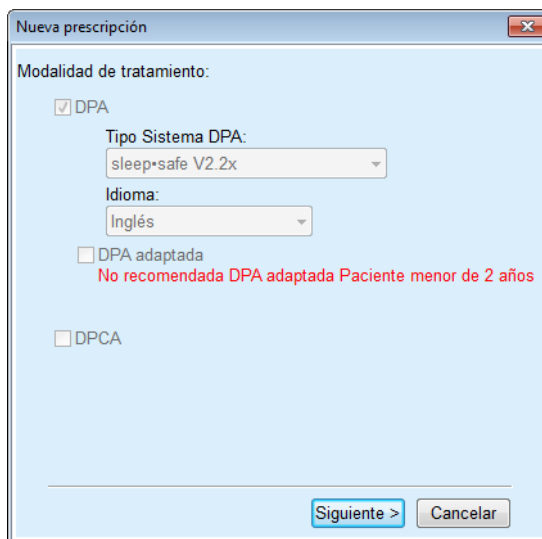 Nueva prescripción
Modalidad de tratamiento:
DPA
Tipo Sistema DPA:
sleep•safe V2.2x
Idioma:
Inglés
DPA adaptada
No recomendada DPA adaptada Paciente menor de 2 años
DPCA
Siguiente >
Cancelar